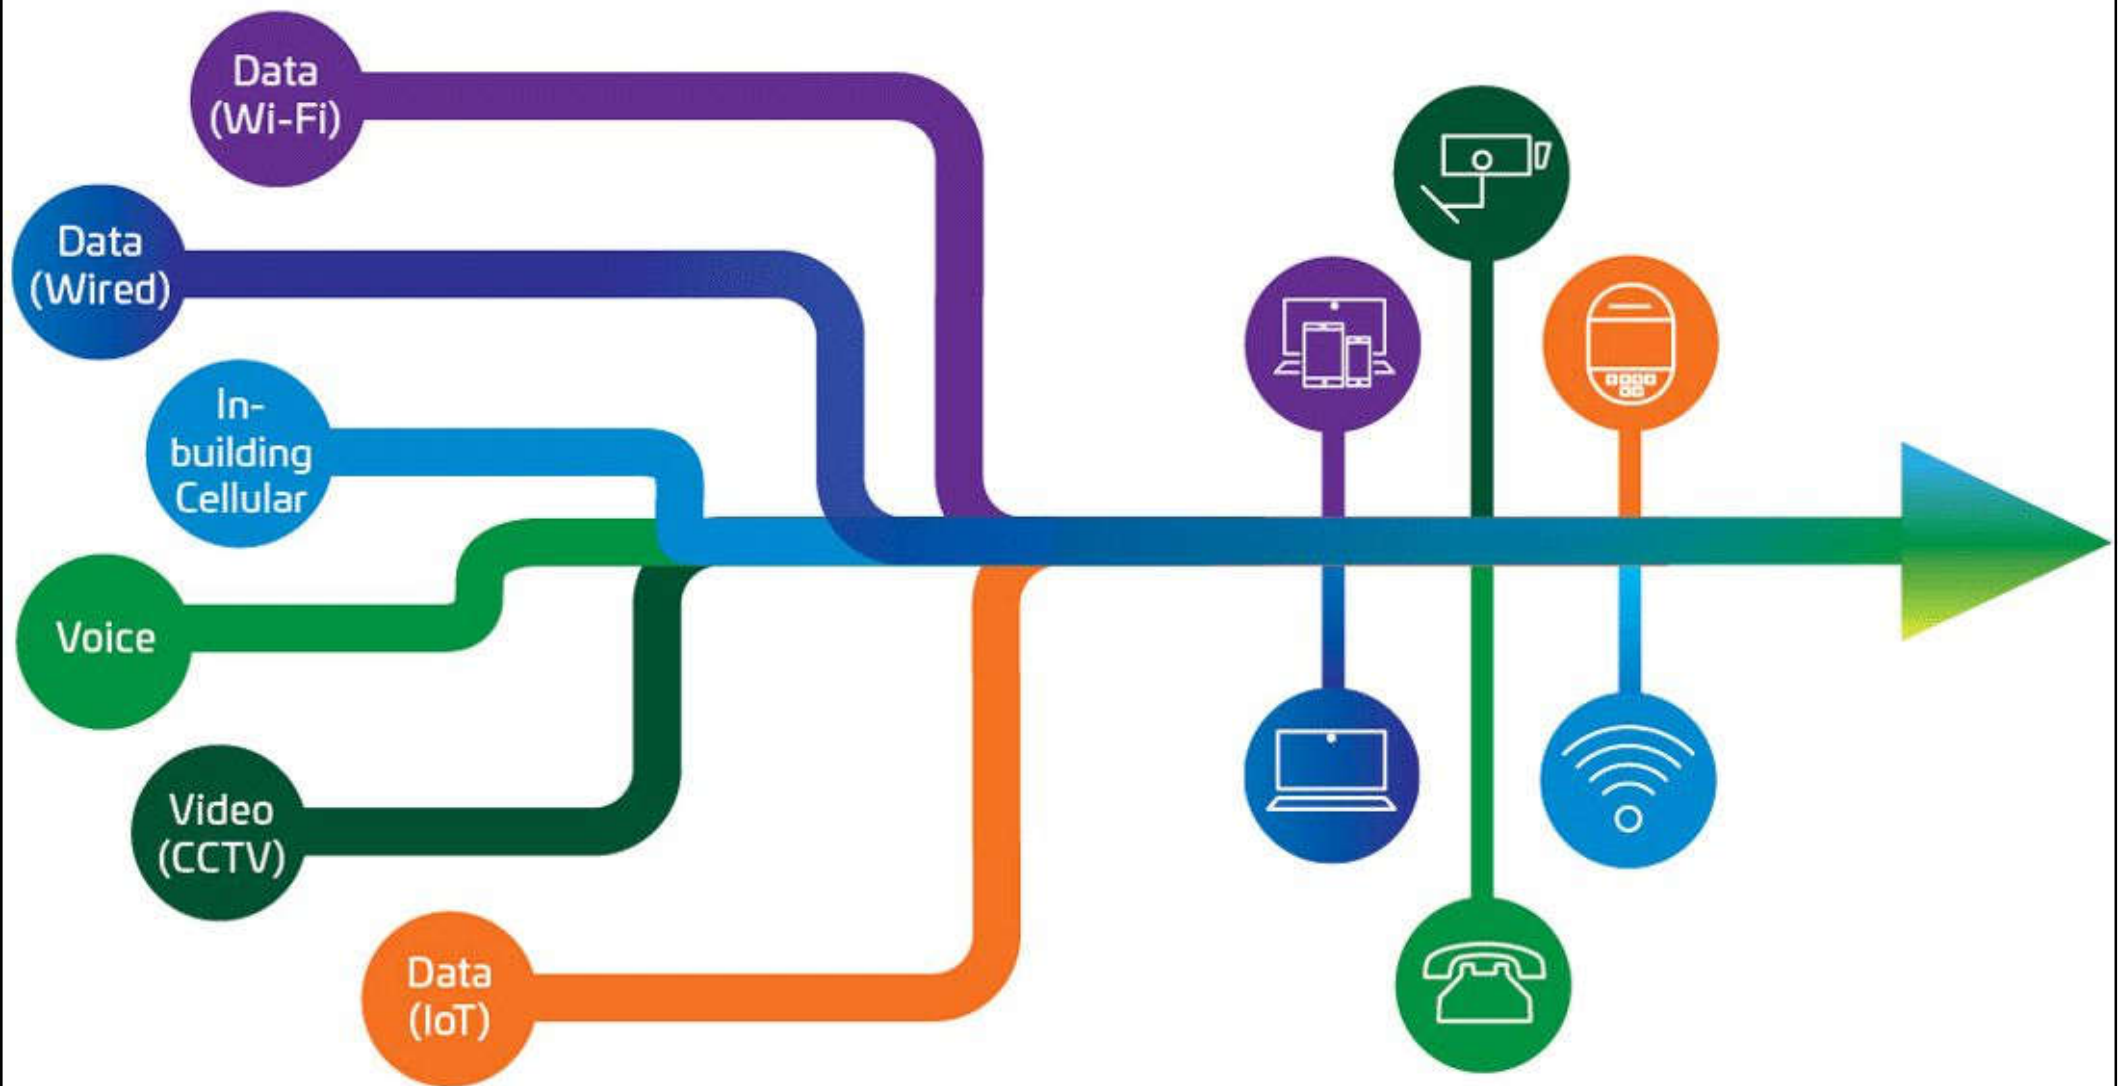 Data
(Wi-Fi)
Data
(Wired)
In-
building
Cellular
Voice
Video
(CCTV)
Data
(IoT)